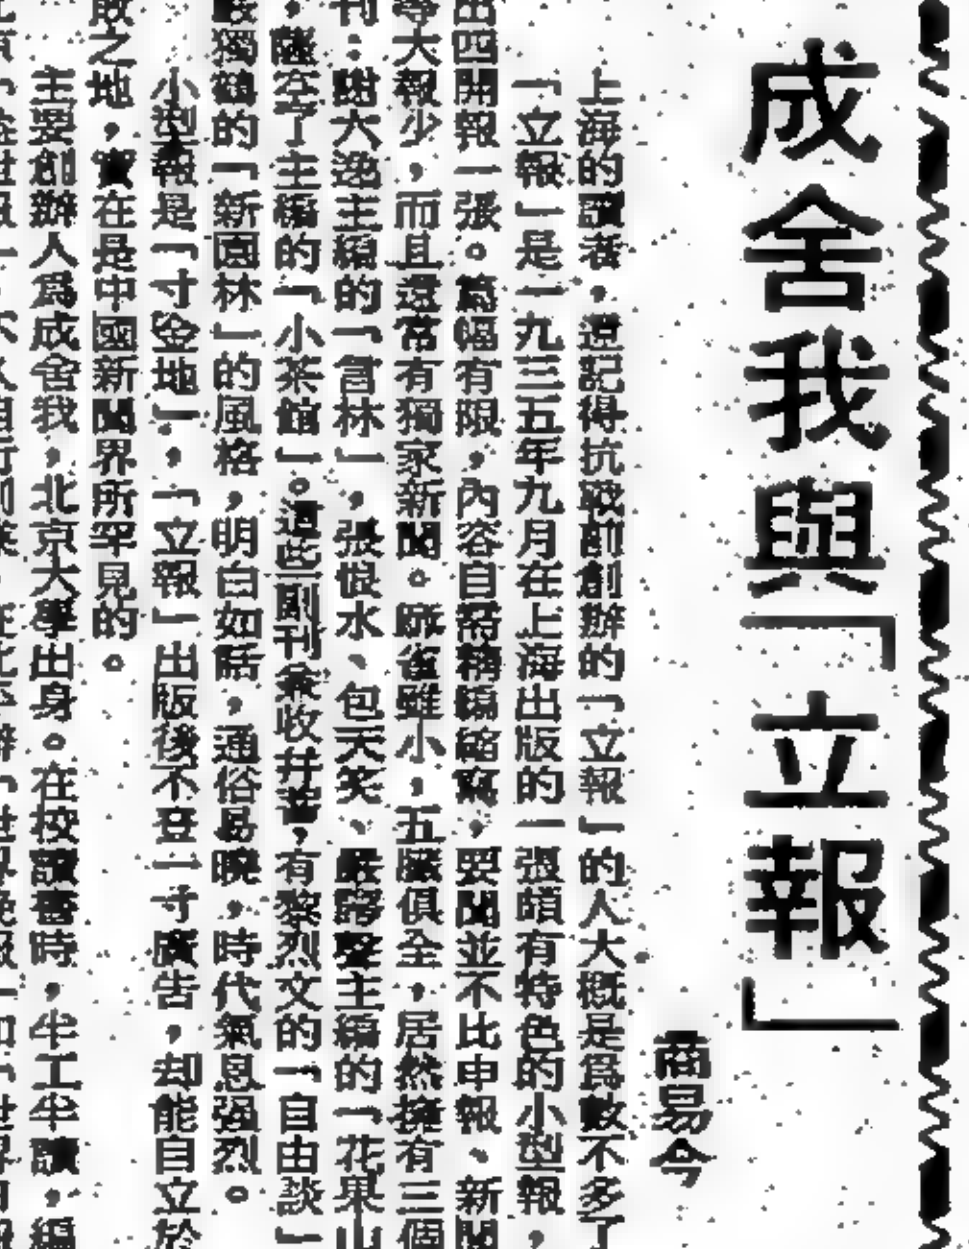 成舍我與「立報」
商易今
上海的讀者，還記得抗戰前創辦的「立報」的人大概是爲數不多了
「立報」是一九三五年九月在上海出版的一張頗有特色的小型報，
出四開報一張。篇幅有限，內容自需精編縮寫，要聞並不比申報、新聞
等大報少，而且還常有獨家新聞。麻雀雖小，五臟俱全，居然擁有三個
刊：謝六逸主編的「言林」，張恨水、包天笑、嚴諤聲主編的「花果山
，薩空了主編的「小茶館」。這些副刊兼收幷蓄，有黎烈文的「自由談」
嚴獨鶴的「新園林」的風格，明白如話，通俗易曉，時代氣息强烈。
小型報是「寸金地」，「立報」出版後不登一寸廣告，却能自立於
敗之地，實在是中國新聞界所罕見的。
主要創辦人爲成舍我，北京大學出身。在校讀書時，半工半讀，編